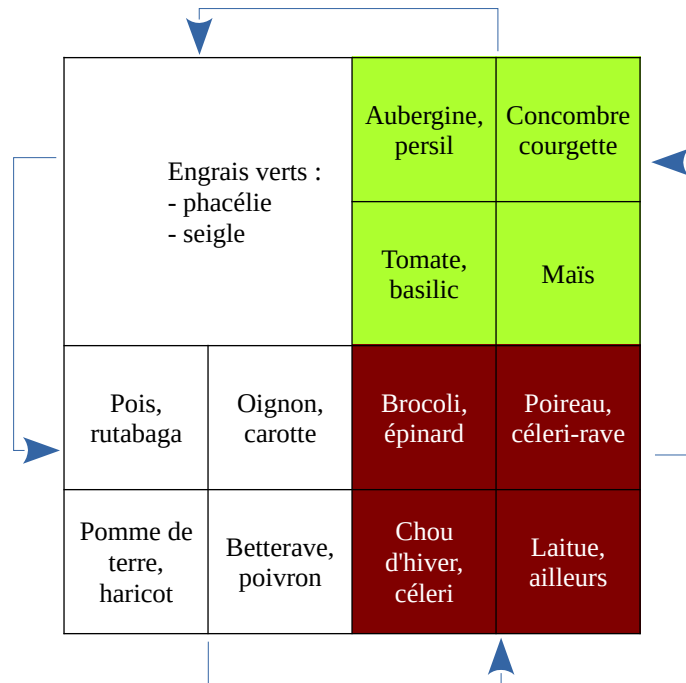 Engrais verts :
- phacélie
- seigle
Aubergine,
persil
Concombre
courgette
Tomate,
basilic
Maïs
Pois,
rutabaga
Oignon,
carotte
Brocoli,
épinard
Poireau,
céleri-rave
Pomme de
terre,
haricot
Betterave,
poivron
Chou
d'hiver,
céleri
Laitue,
ailleurs